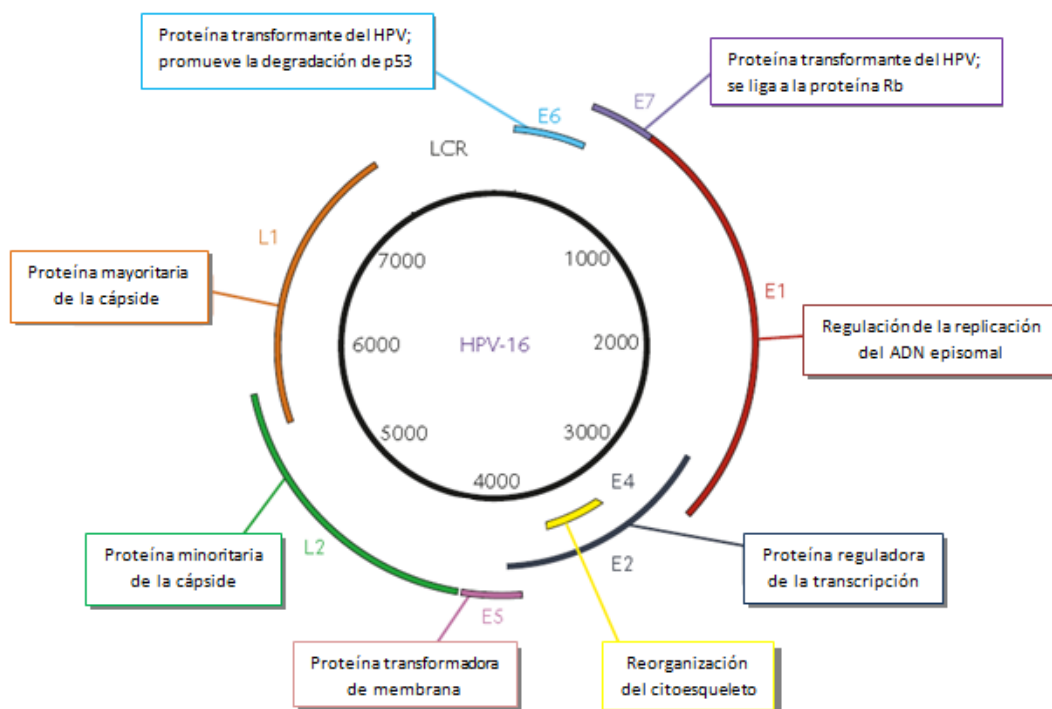 Proteína transformante del HPV;
promueve la degradación de p53
Proteína transformante del HPV;
se liga a la proteína Rb
E7
E6
LCR
L1
7000
1000
E1
Proteína mayoritaria
de la cápside
6000
HPV-16
2000
Regulación de la replicación
del ADN episomal
5000
3000
4000
E4
L2
E2
Proteína minoritaria
de la cápside
Proteína reguladora
de la transcripción
E5
Proteína transformadora
de membrana
Reorganización
del citoesqueleto